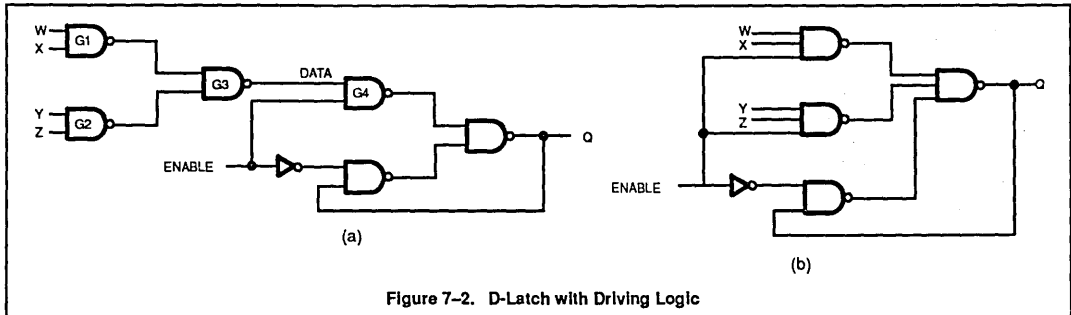 W
X
G1
G3
DATA
G4
Y
Z
G2
Q
ENABLE
(a)
W
X
Y
Z
Q
ENABLE
(b)
Figure 7–2. D-Latch with Driving Logic